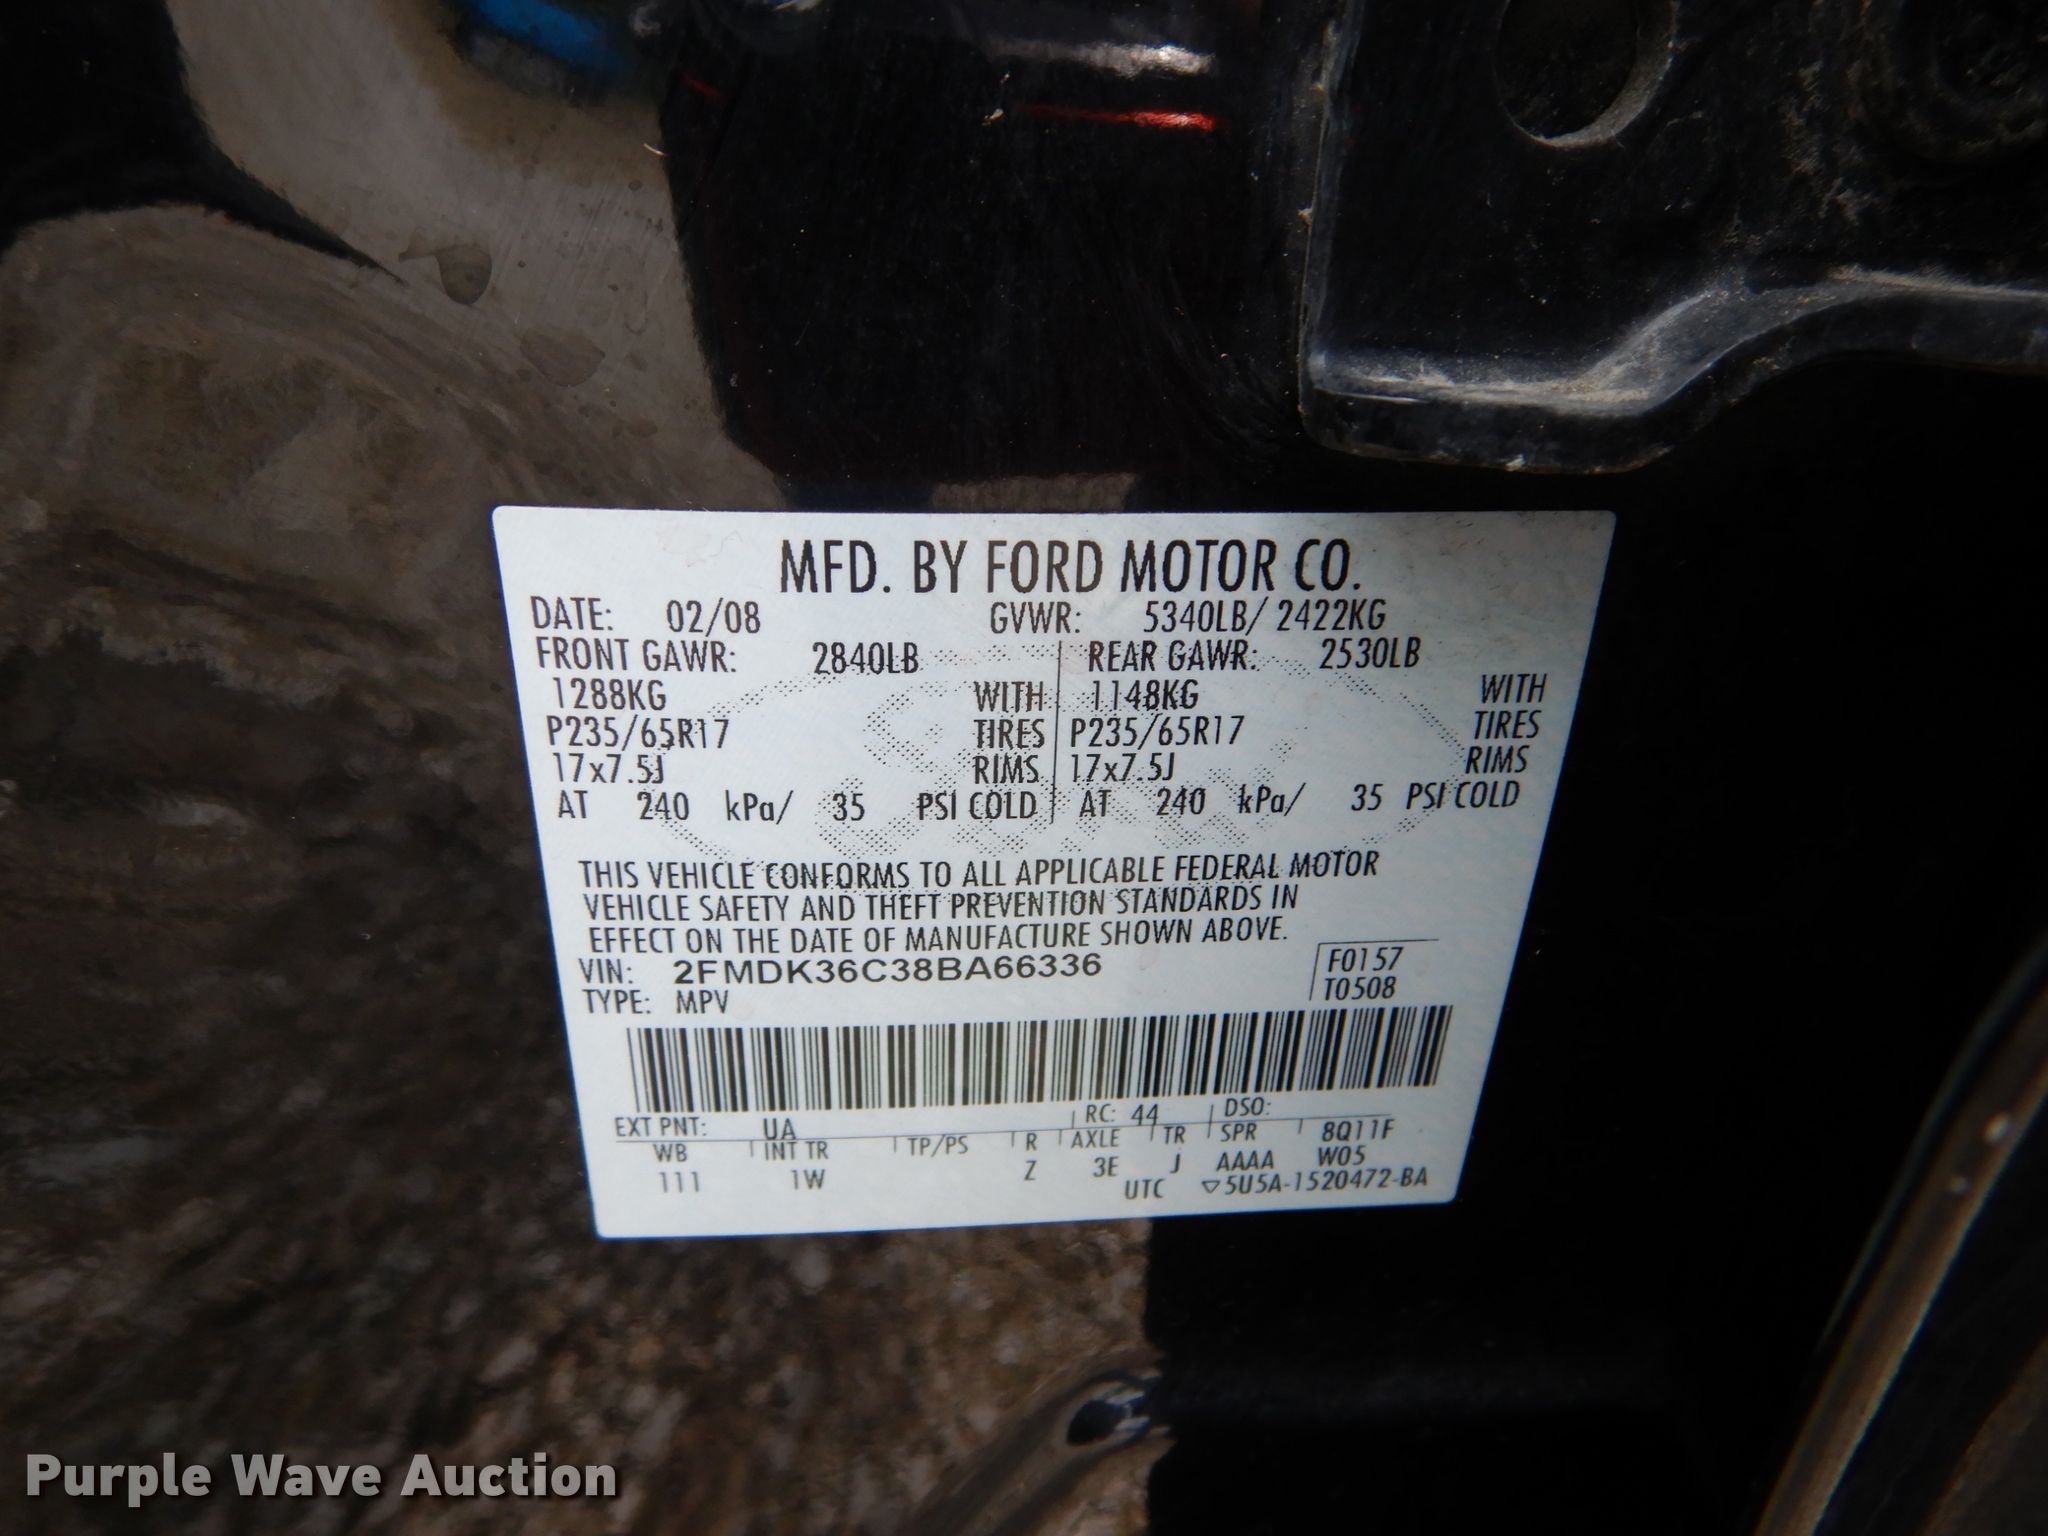 MFD. BY FORD MOTOR CO.
DATE: 02/08 GVWR: 5340LB/ 2422KG
FRONT GAWR: 2840LB REAR GAWR: 2530LB
1288KG WITH 1148KG WITH
P235/65R17 TIRES P235/65R17 TIRES
17x7.5J RIMS 17x7.5J RIMS
AT 240 kPa/ 35 PSI COLD AT 240 kPa/ 35 PSI COLD
THIS VEHICLE CONFORMS TO ALL APPLICABLE FEDERAL MOTOR
VEHICLE SAFETY AND THEFT PREVENTION STANDARDS IN
EFFECT ON THE DATE OF MANUFACTURE SHOWN ABOVE.
VIN: 2FMDK36C38BA66336 F0157
TYPE: MPV T0508
EXT PNT: UA RC: 44 DSO:
WB INT TR TP/PS R AXLE TR SPR 8Q11F
111 1W Z 3E J AAAA W05
UTC ▽5U5A-1520472-BA
Purple Wave Auction